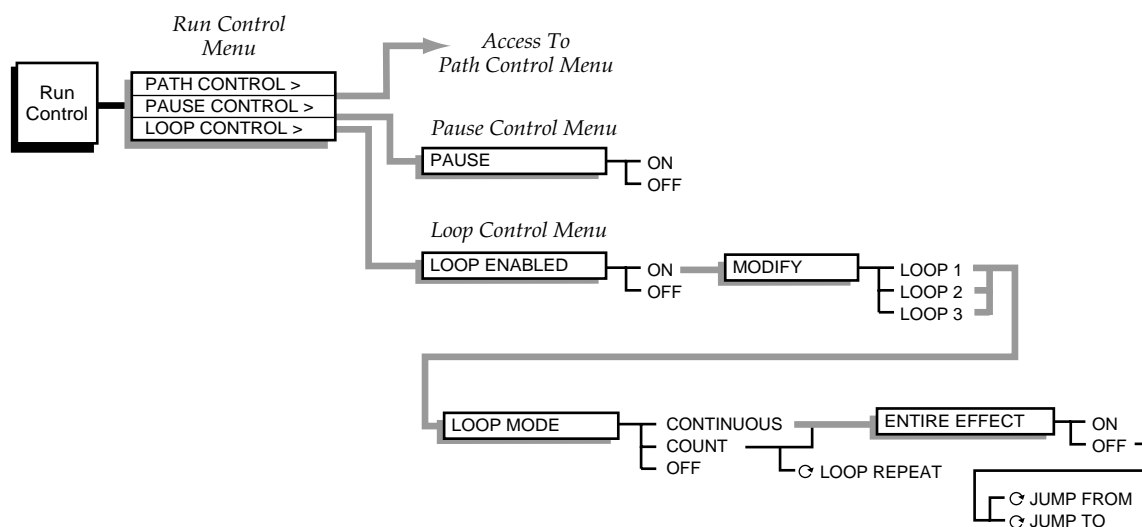 Run Control
Menu
Access To
Path Control Menu
Run
Control
PATH CONTROL >
PAUSE CONTROL >
LOOP CONTROL >
Pause Control Menu
PAUSE
ON
OFF
Loop Control Menu
LOOP ENABLED
ON
OFF
MODIFY
LOOP 1
LOOP 2
LOOP 3
LOOP MODE
CONTINUOUS
COUNT
OFF
LOOP REPEAT
ENTIRE EFFECT
ON
OFF
JUMP FROM
JUMP TO